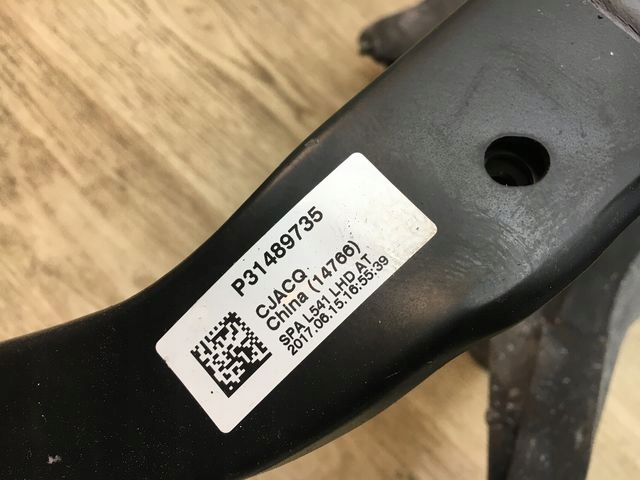 P31489735
CJACQ
China (14766)
SPA L541 LHD AT
2017.06.15.16:55:39